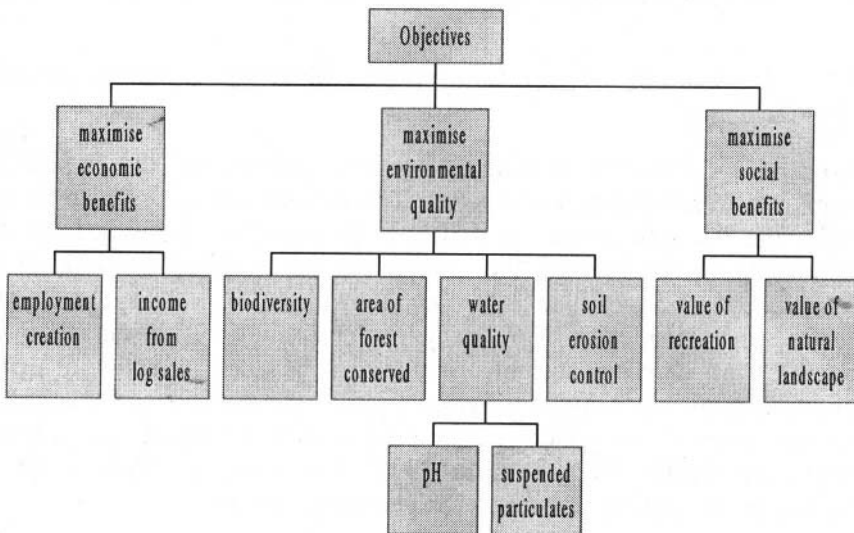 Objectives
maximise
economic
benefits
maximise
environmental
quality
maximise
social
benefits
employment
creation
income
from
log sales
biodiversity
area of
forest
conserved
water
quality
soil
erosion
control
value of
recreation
value of
natural
landscape
pH
suspended
particulates